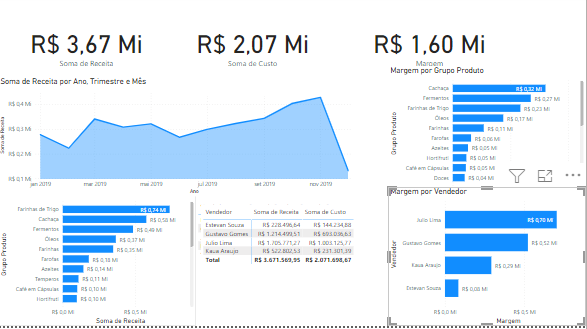 R$ 3,67 Mi
Soma de Receita
R$ 2,07 Mi
Soma de Custo
R$ 1,60 Mi
Margem
Soma de Receita por Ano, Trimestre e Mês
Soma de Receita
R$ 0,4 Mi
R$ 0,3 Mi
R$ 0,2 Mi
R$ 0,1 Mi
jan 2019
mar 2019
mai 2019
jul 2019
set 2019
nov 2019
Ano
Margem por Grupo Produto
Grupo Produto
Cachaça R$ 0,32 Mi
Fermentos R$ 0,27 Mi
Farinhas de Trigo R$ 0,23 Mi
Óleos R$ 0,17 Mi
Farinhas R$ 0,11 Mi
Farofas R$ 0,06 Mi
Azeites R$ 0,05 Mi
Hortifruti R$ 0,05 Mi
Café em Cápsulas R$ 0,05 Mi
Doces R$ 0,04 Mi
Grupo Produto
Farinhas de Trigo R$ 0,74 Mi
Cachaça R$ 0,58 Mi
Fermentos R$ 0,49 Mi
Óleos R$ 0,37 Mi
Farinhas R$ 0,35 Mi
Farofas R$ 0,18 Mi
Azeites R$ 0,14 Mi
Temperos R$ 0,11 Mi
Café em Cápsulas R$ 0,10 Mi
Hortifruti R$ 0,10 Mi
R$ 0,0 Mi R$ 0,5 Mi
Soma de Receita
Vendedor Soma de Receita Soma de Custo
Estevan Souza R$ 228.496,64 R$ 144.234,88
Gustavo Gomes R$ 1.214.499,51 R$ 693.036,63
Julio Lima R$ 1.705.771,27 R$ 1.003.125,77
Kaua Araujo R$ 522.802,53 R$ 231.301,39
Total R$ 3.671.569,95 R$ 2.071.698,67
Margem por Vendedor
Vendedor
Julio Lima R$ 0,70 Mi
Gustavo Gomes R$ 0,52 Mi
Kaua Araujo R$ 0,29 Mi
Estevan Souza R$ 0,08 Mi
R$ 0,0 Mi R$ 0,5 Mi
Margem